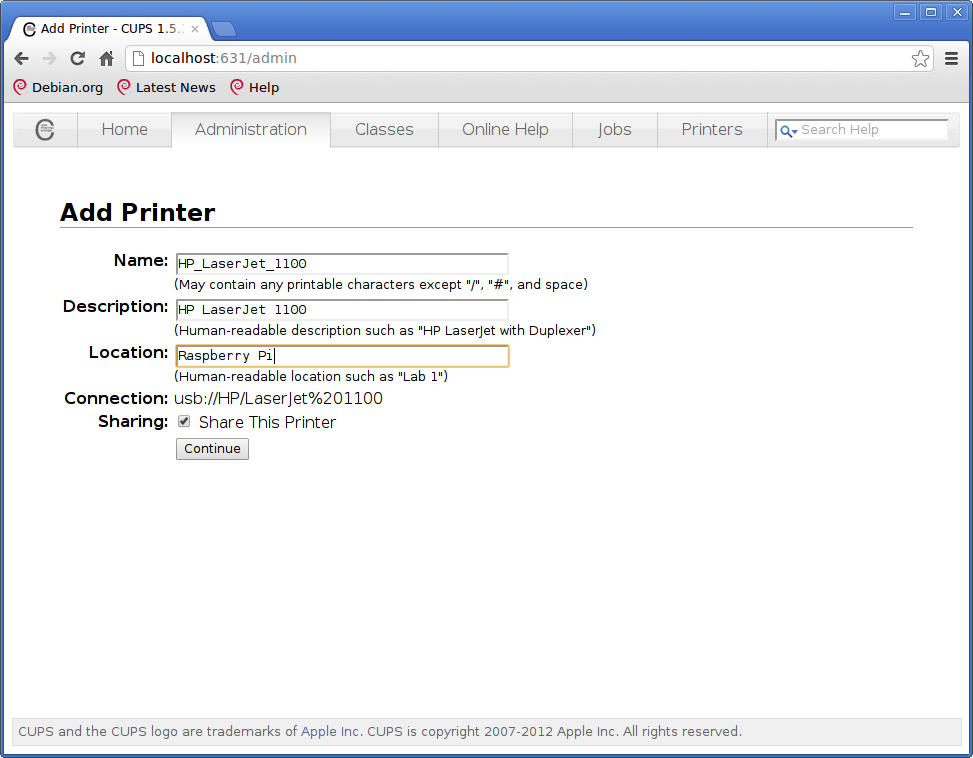 Add Printer - CUPS 1.5.
localhost:631/admin
Debian.org Latest News Help
Home Administration Classes Online Help Jobs Printers Search Help
Add Printer
Name: HP_LaserJet_1100
(May contain any printable characters except "/", "#", and space)
Description: HP LaserJet 1100
(Human-readable description such as "HP LaserJet with Duplexer")
Location: Raspberry Pi
(Human-readable location such as "Lab 1")
Connection: usb://HP/LaserJet%201100
Sharing: Share This Printer
Continue
CUPS and the CUPS logo are trademarks of Apple Inc. CUPS is copyright 2007-2012 Apple Inc. All rights reserved.